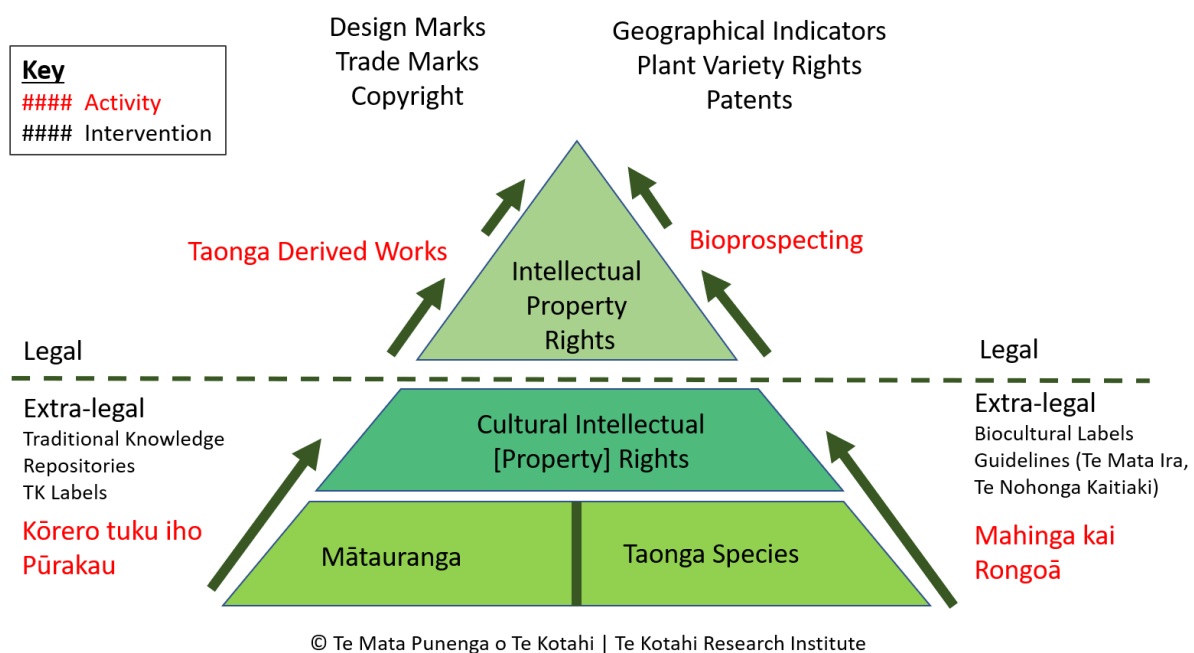 Design Marks
Trade Marks
Copyright
Geographical Indicators
Plant Variety Rights
Patents
Key
#### Activity
#### Intervention
Taonga Derived Works
Bioprospecting
Intellectual
Property
Rights
Legal
Legal
Extra-legal
Traditional Knowledge
Repositories
TK Labels
Kōrero tuku iho
Pūrakau
Cultural Intellectual
[Property] Rights
Extra-legal
Biocultural Labels
Guidelines (Te Mata Ira,
Te Nohonga Kaitiaki)
Mahinga kai
Rongoā
Mātauranga
Taonga Species
© Te Mata Punenga o Te Kotahi | Te Kotahi Research Institute